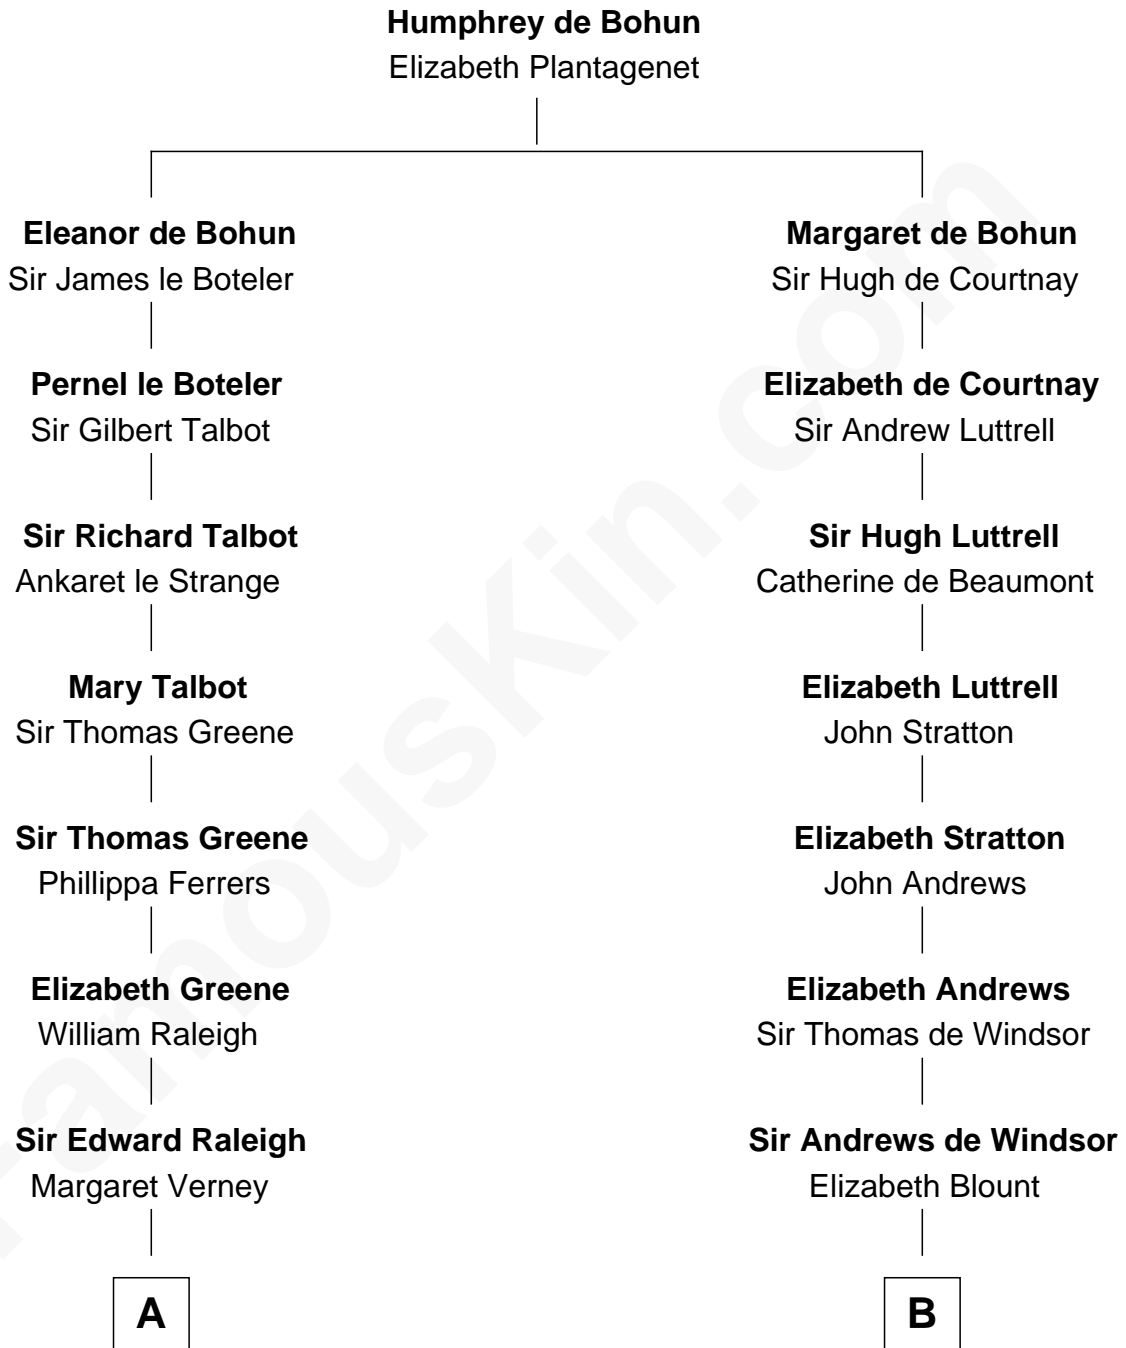 Humphrey de Bohun
Elizabeth Plantagenet
Eleanor de Bohun
Sir James le Boteler
Margaret de Bohun
Sir Hugh de Courtnay
Pernel le Boteler
Sir Gilbert Talbot
Elizabeth de Courtnay
Sir Andrew Luttrell
Sir Richard Talbot
Ankaret le Strange
Sir Hugh Luttrell
Catherine de Beaumont
Mary Talbot
Sir Thomas Greene
Elizabeth Luttrell
John Stratton
Sir Thomas Greene
Phillippa Ferrers
Elizabeth Stratton
John Andrews
Elizabeth Greene
William Raleigh
Elizabeth Andrews
Sir Thomas de Windsor
Sir Edward Raleigh
Margaret Verney
Sir Andrews de Windsor
Elizabeth Blount
A
B
FamousKin.com